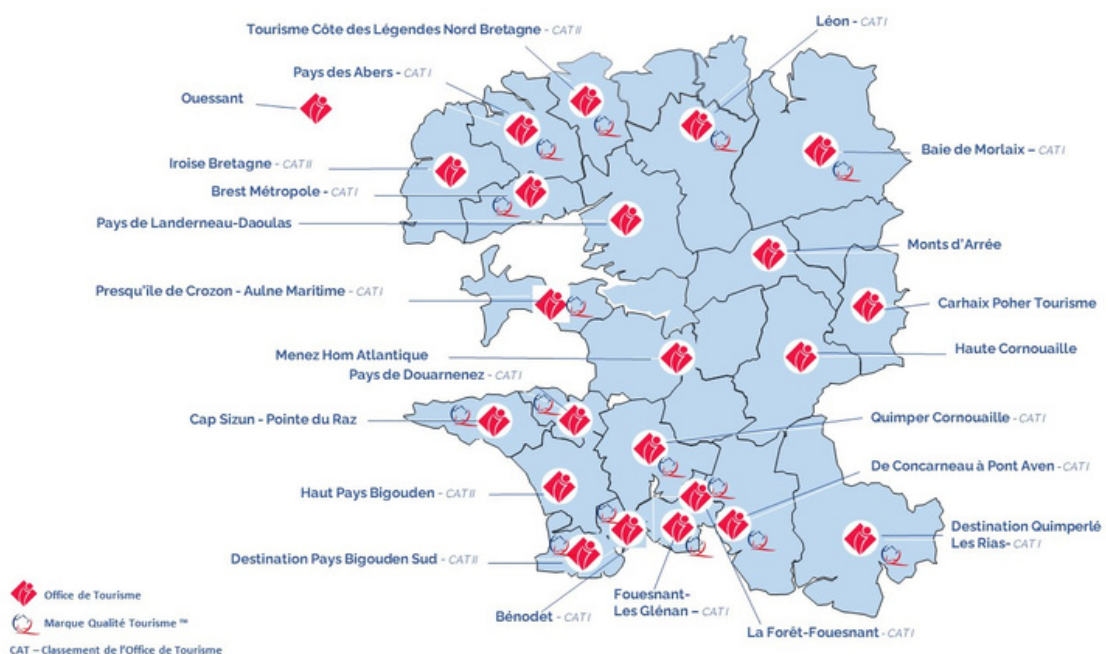 Tourisme Côte des Légendes Nord Bretagne - CAT II
Léon - CAT I
Pays des Abers - CAT I
Ouessant
Iroise Bretagne - CAT II
Baie de Morlaix – CAT I
Brest Métropole - CAT I
Pays de Landerneau-Daoulas
Monts d'Arrée
Presqu'île de Crozon - Aulne Maritime - CAT I
Carhaix Poher Tourisme
Menez Hom Atlantique
Haute Cornouaille
Pays de Douarnenez - CAT I
Cap Sizun - Pointe du Raz
Quimper Cornouaille - CAT I
De Concarneau à Pont Aven - CAT I
Haut Pays Bigouden - CAT II
Destination Quimperlé
Les Rias- CAT I
Destination Pays Bigouden Sud - CAT II
Fouesnant-
Les Glénan – CAT I
Bénodet - CAT I
La Forêt-Fouesnant - CAT I
Office de Tourisme
Marque Qualité Tourisme ™
CAT – Classement de l'Office de Tourisme